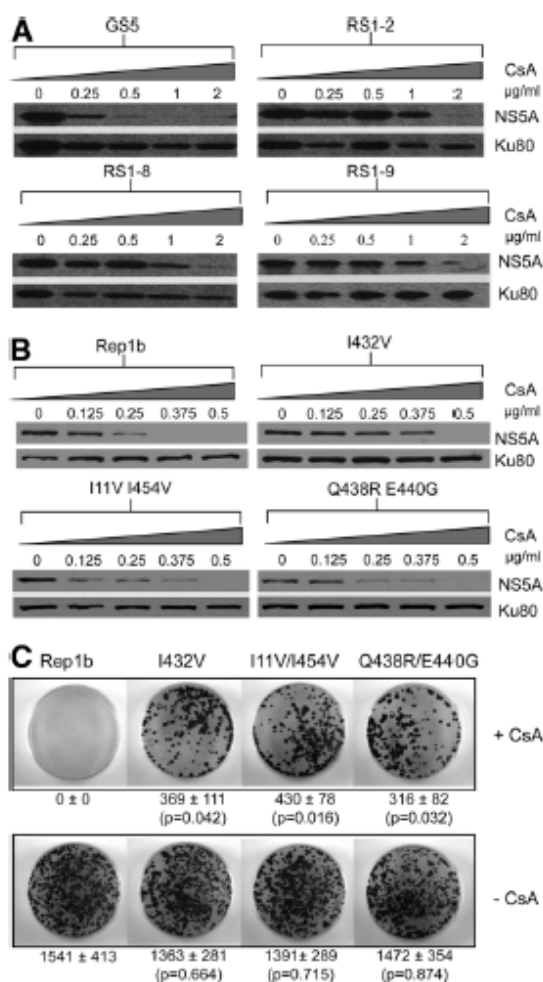 A
GS5 RS1-2
CsA
0 0.25 0.5 1 2 0 0.25 0.5 1 2 µg/ml
NS5A
Ku80
RS1-8 RS1-9
CsA
0 0.25 0.5 1 2 0 0.25 0.5 1 2 µg/ml
NS5A
Ku80
B
Rep1b I432V
CsA
0 0.125 0.25 0.375 0.5 0 0.125 0.25 0.375 0.5 µg/ml
NS5A
Ku80
I11V I454V Q438R E440G
CsA
0 0.125 0.25 0.375 0.5 0 0.125 0.25 0.375 0.5 µg/ml
NS5A
Ku80
C
Rep1b I432V I11V/I454V Q438R/E440G
+ CsA
0 ± 0 369 ± 111 430 ± 78 316 ± 82
(p=0.042) (p=0.016) (p=0.032)
- CsA
1541 ± 413 1363 ± 281 1391± 289 1472 ± 354
(p=0.664) (p=0.715) (p=0.874)